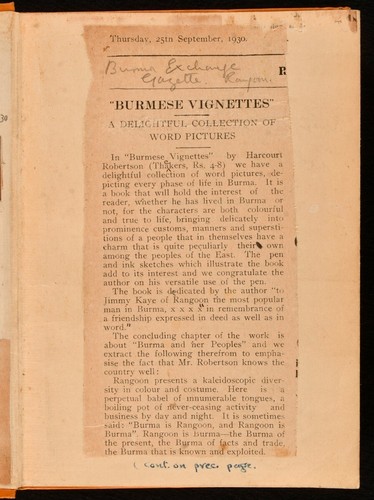 Thursday, 25th September, 1930.
Burma Exchange
Gazette Rangoon.
"BURMESE VIGNETTES"
A DELIGHTFUL COLLECTION OF
WORD PICTURES
In "Burmese Vignettes" by Harcourt
Robertson (Thakers, Rs. 4-8) we have a
delightful collection of word pictures, de-
picting every phase of life in Burma. It is
a book that will hold the interest of the
reader, whether he has lived in Burma or
not, for the characters are both colourful
and true to life, bringing delicately into
prominence customs, manners and supersti-
tions of a people that in themselves have a
charm that is quite peculiarly their own
among the peoples of the East. The pen
and ink sketches which illustrate the book
add to its interest and we congratulate the
author on his versatile use of the pen.
The book is dedicated by the author "to
Jimmy Kaye of Rangoon the most popular
man in Burma, x x x x in remembrance of
a friendship expressed in deed as well as in
word."
The concluding chapter of the work is
about "Burma and her Peoples" and we
extract the following therefrom to empha-
sise the fact that Mr. Robertson knows the
country well:
Rangoon presents a kaleidoscopic diver-
sity in colour and costume. Here is a
perpetual babel of innumerable tongues, a
boiling pot of never-ceasing activity and
business by day and night. It is sometimes
said: "Burma is Rangoon, and Rangoon is
Burma". Rangoon is Burma—the Burma of
the present, the Burma of facts and trade,
the Burma that is known and exploited.
(cont. on prev. page.